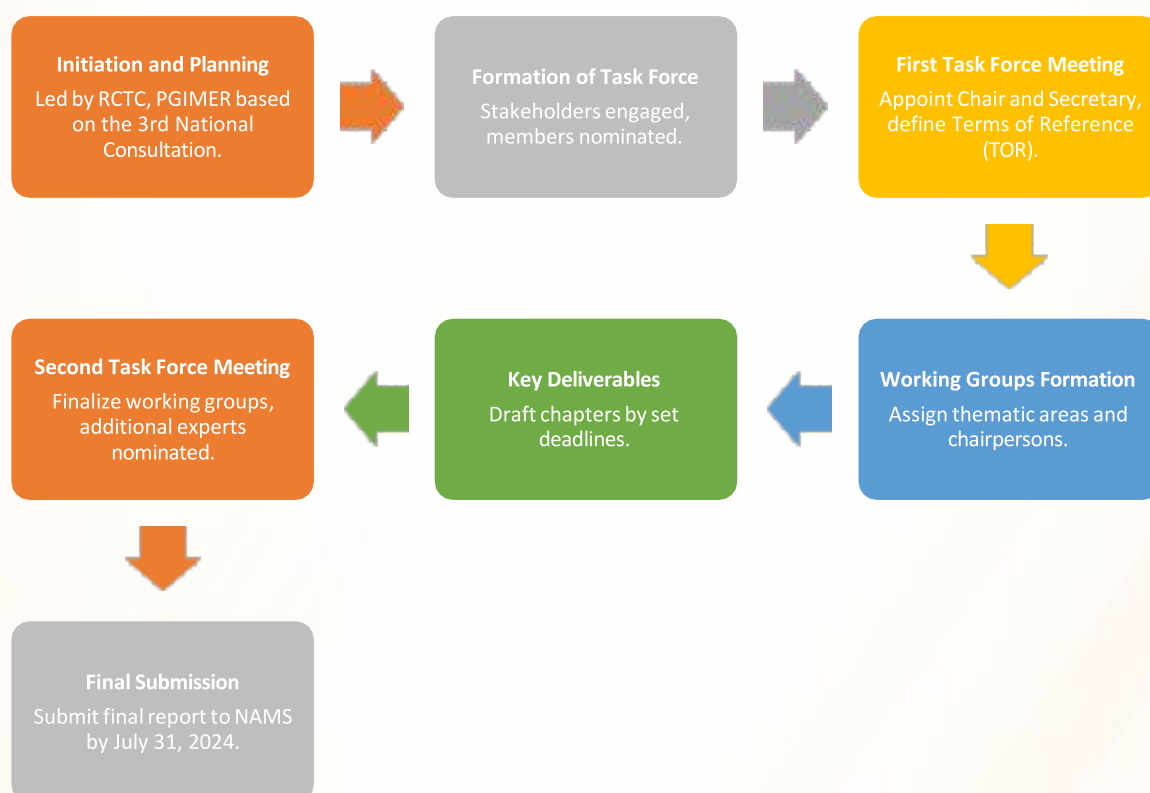 Initiation and Planning
Led by RCTC, PGIMER based
on the 3rd National
Consultation.
Formation of Task Force
Stakeholders engaged,
members nominated.
First Task Force Meeting
Appoint Chair and Secretary,
define Terms of Reference
(TOR).
Working Groups Formation
Assign thematic areas and
chairpersons.
Key Deliverables
Draft chapters by set
deadlines.
Second Task Force Meeting
Finalize working groups,
additional experts
nominated.
Final Submission
Submit final report to NAMS
by July 31, 2024.